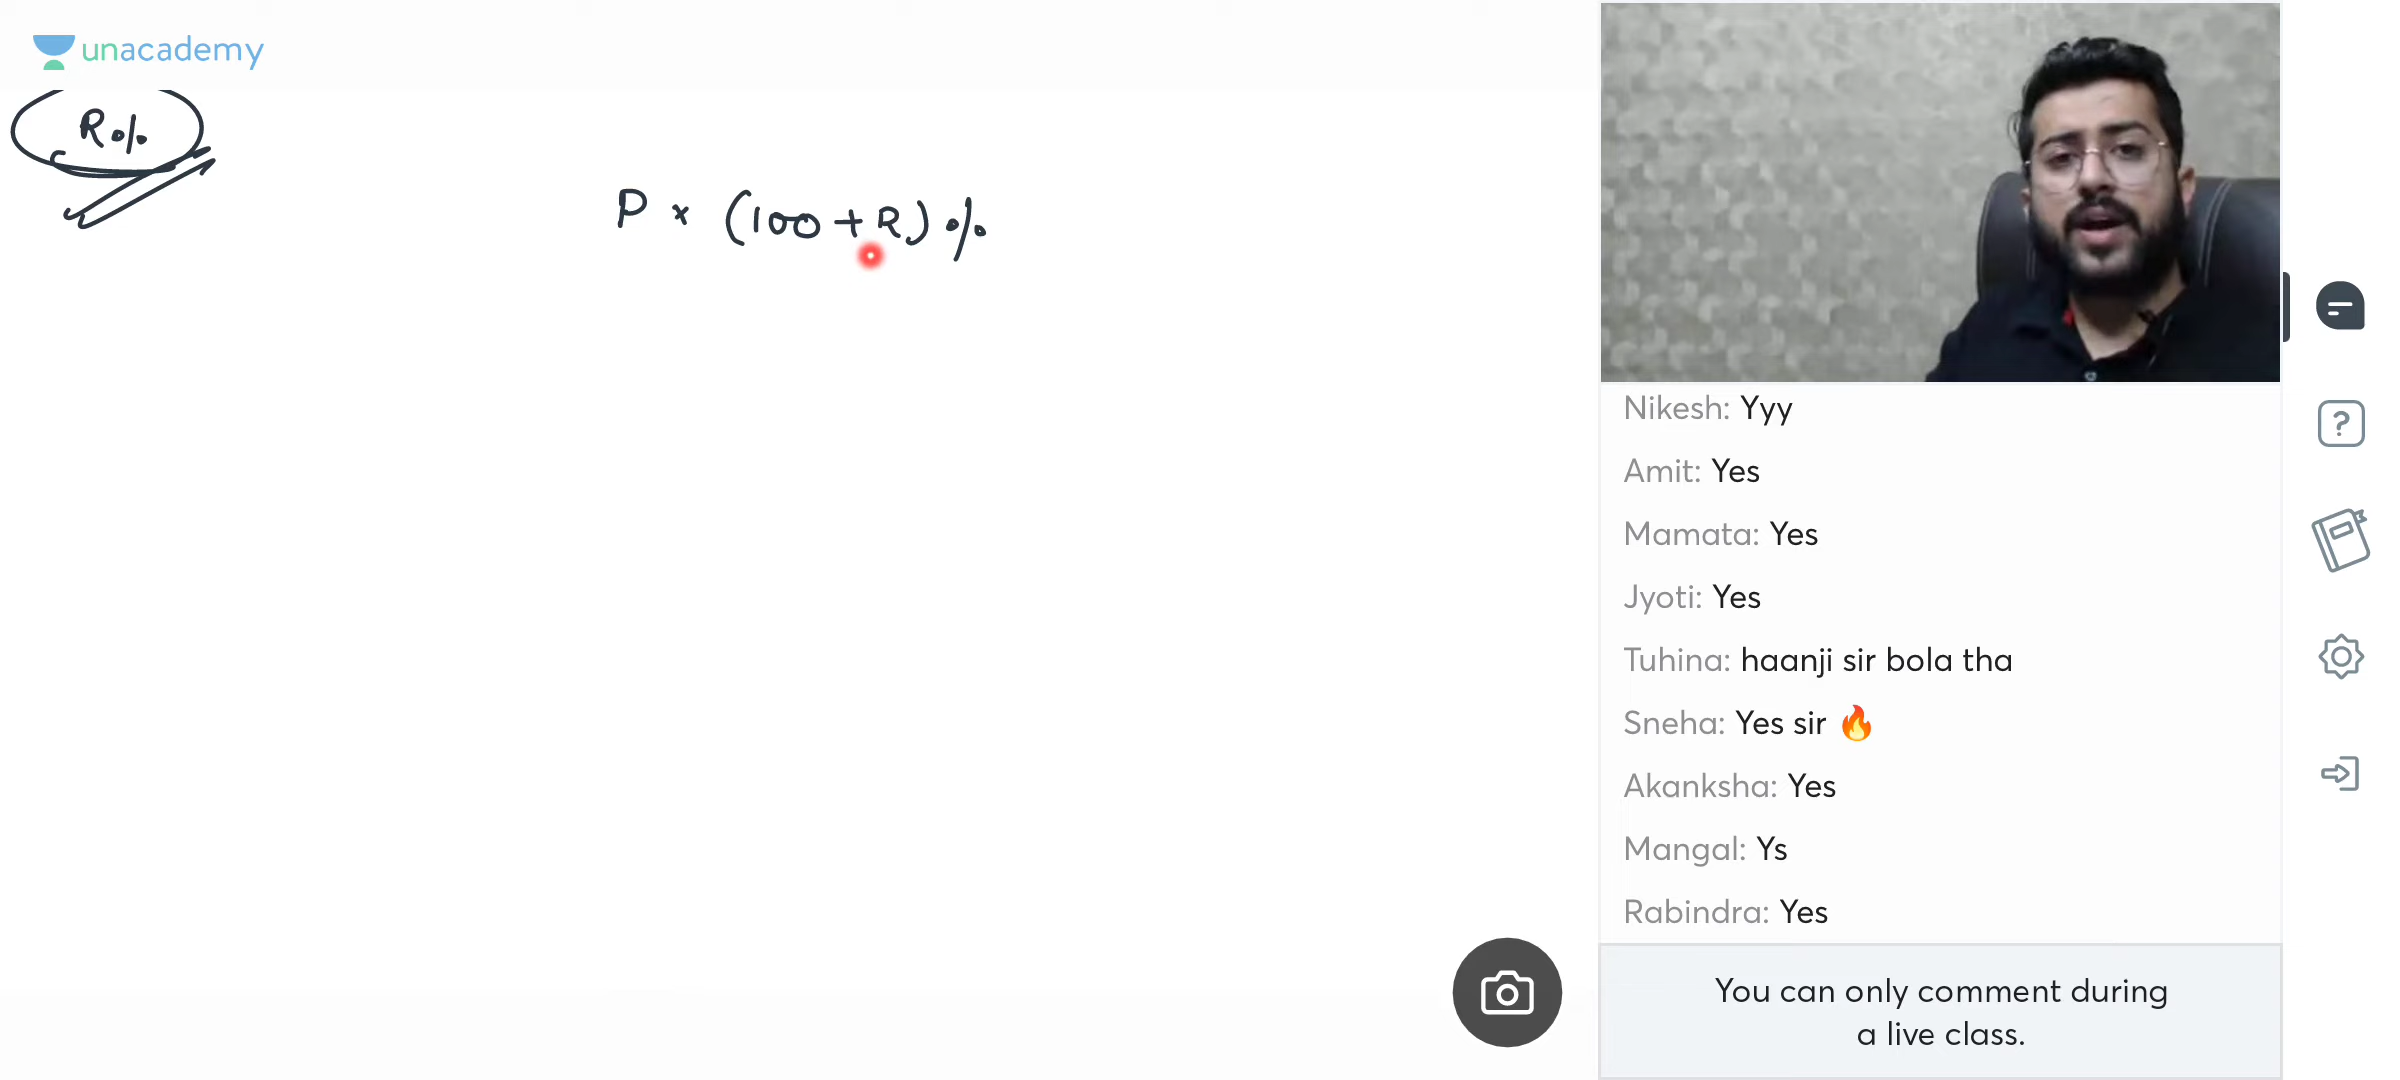 unacademy
R%
P × (100 + R) %
Nikesh: Yyy
Amit: Yes
Mamata: Yes
Jyoti: Yes
Tuhina: haanji sir bola tha
Sneha: Yes sir 🔥
Akanksha: Yes
Mangal: Ys
Rabindra: Yes
You can only comment during
a live class.